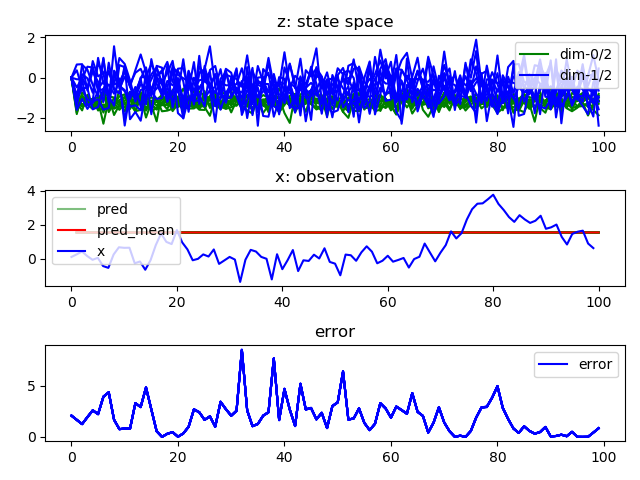 z: state space
2
0
−2
dim-0/2
dim-1/2
0 20 40 60 80 100
x: observation
4
2
0
pred
pred_mean
x
0 20 40 60 80 100
error
5
0
error
0 20 40 60 80 100